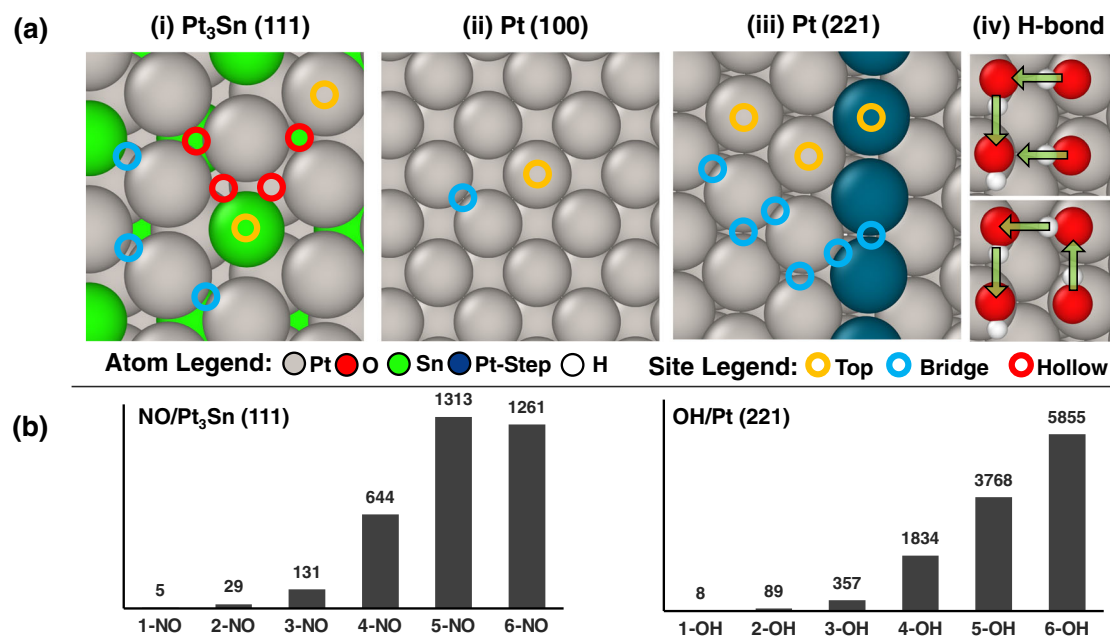 (a)
(i) Pt₃Sn (111)
(ii) Pt (100)
(iii) Pt (221)
(iv) H-bond
Atom Legend: Pt O Sn Pt-Step H
Site Legend: Top Bridge Hollow
(b)
NO/Pt₃Sn (111)
5
29
131
644
1313
1261
1-NO 2-NO 3-NO 4-NO 5-NO 6-NO
OH/Pt (221)
8
89
357
1834
3768
5855
1-OH 2-OH 3-OH 4-OH 5-OH 6-OH